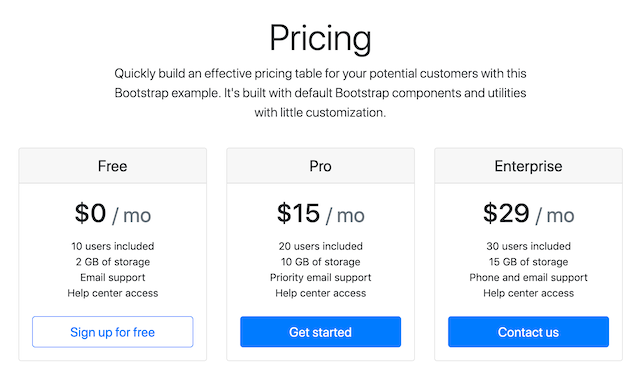 Pricing
Quickly build an effective pricing table for your potential customers with this
Bootstrap example. It's built with default Bootstrap components and utilities
with little customization.
Free
$0 / mo
10 users included
2 GB of storage
Email support
Help center access
Sign up for free
Pro
$15 / mo
20 users included
10 GB of storage
Priority email support
Help center access
Get started
Enterprise
$29 / mo
30 users included
15 GB of storage
Phone and email support
Help center access
Contact us